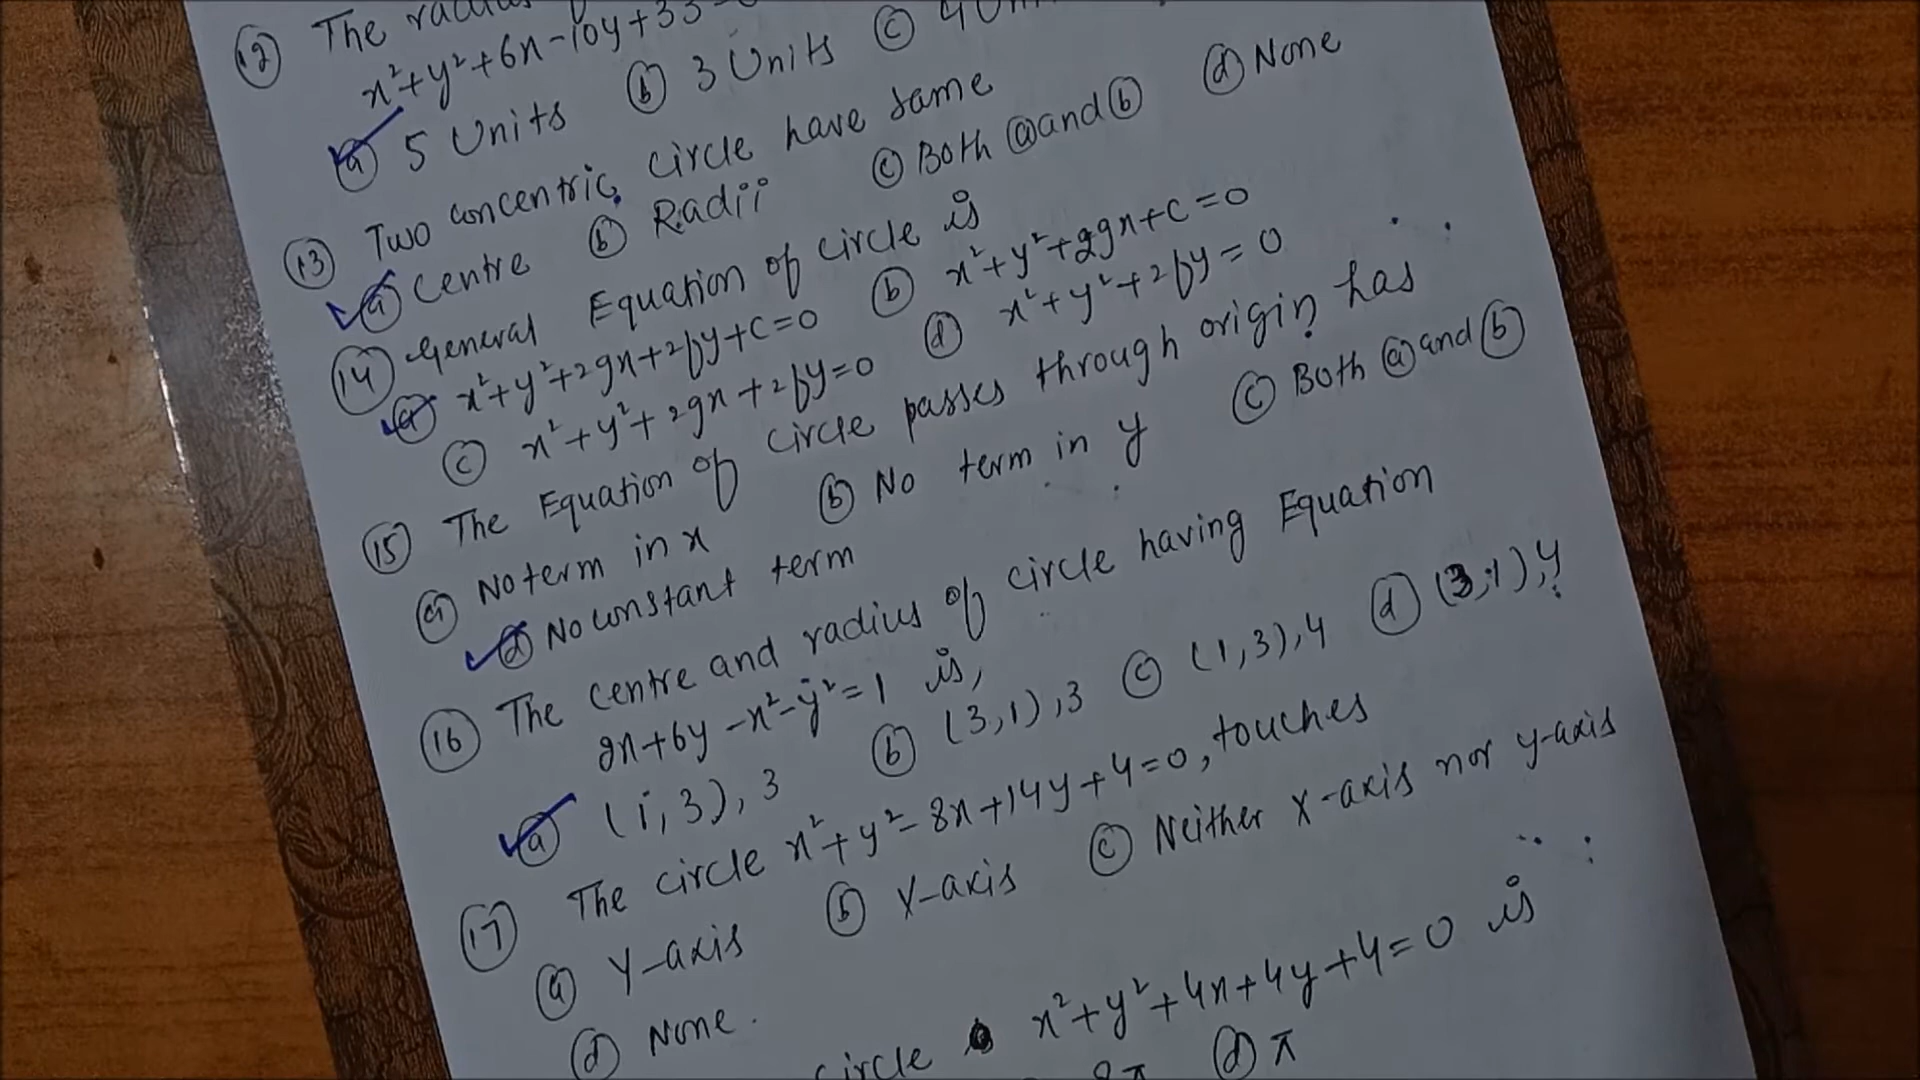 (12) The radius
x²+y²+6x-10y+33
(a) 5 Units (b) 3 Units (c) 4
(13) Two concentric circle have same
(a) Centre (b) Radii (c) Both (a) and (b) (d) None
(14) General Equation of circle is
(a) x²+y²+2gx+2fy+c=0 (b) x²+y²+2gx+c=0
(c) x²+y²+2gx+2fy=0 (d) x²+y²+2fy=0
(15) The Equation of circle passes through origin has
(a) No term in x (b) No term in y (c) Both (a) and (b)
(d) No constant term
(16) The centre and radius of circle having Equation
2x+6y-x²-y²=1 is,
(a) (1,3),3 (b) (3,1),3 (c) (1,3),4 (d) (3,1),4
(17) The circle x²+y²-8x+14y+4=0, touches
(a) Y-axis (b) X-axis (c) Neither X-axis nor y-axis
(d) None.
circle x²+y²+4x+4y+4=0 is
(d) π